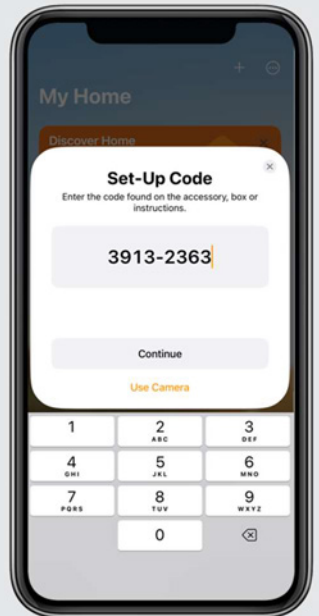 My Home
Discover Home
Set-Up Code
Enter the code found on the accessory, box or
instructions.
3913-2363
Continue
Use Camera
1 2 3
ABC DEF
4 5 6
GHI JKL MNO
7 8 9
PQRS TUV WXYZ
0